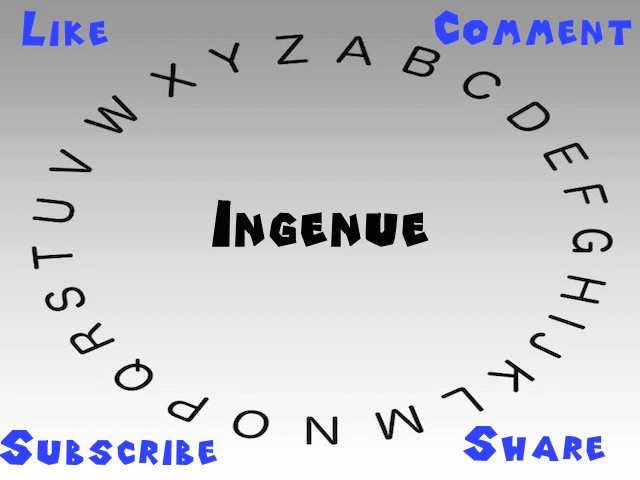 Like
Comment
A B C D E F G H I J K L M N O P Q R S T U V W X Y Z
Ingenue
Subscribe
Share